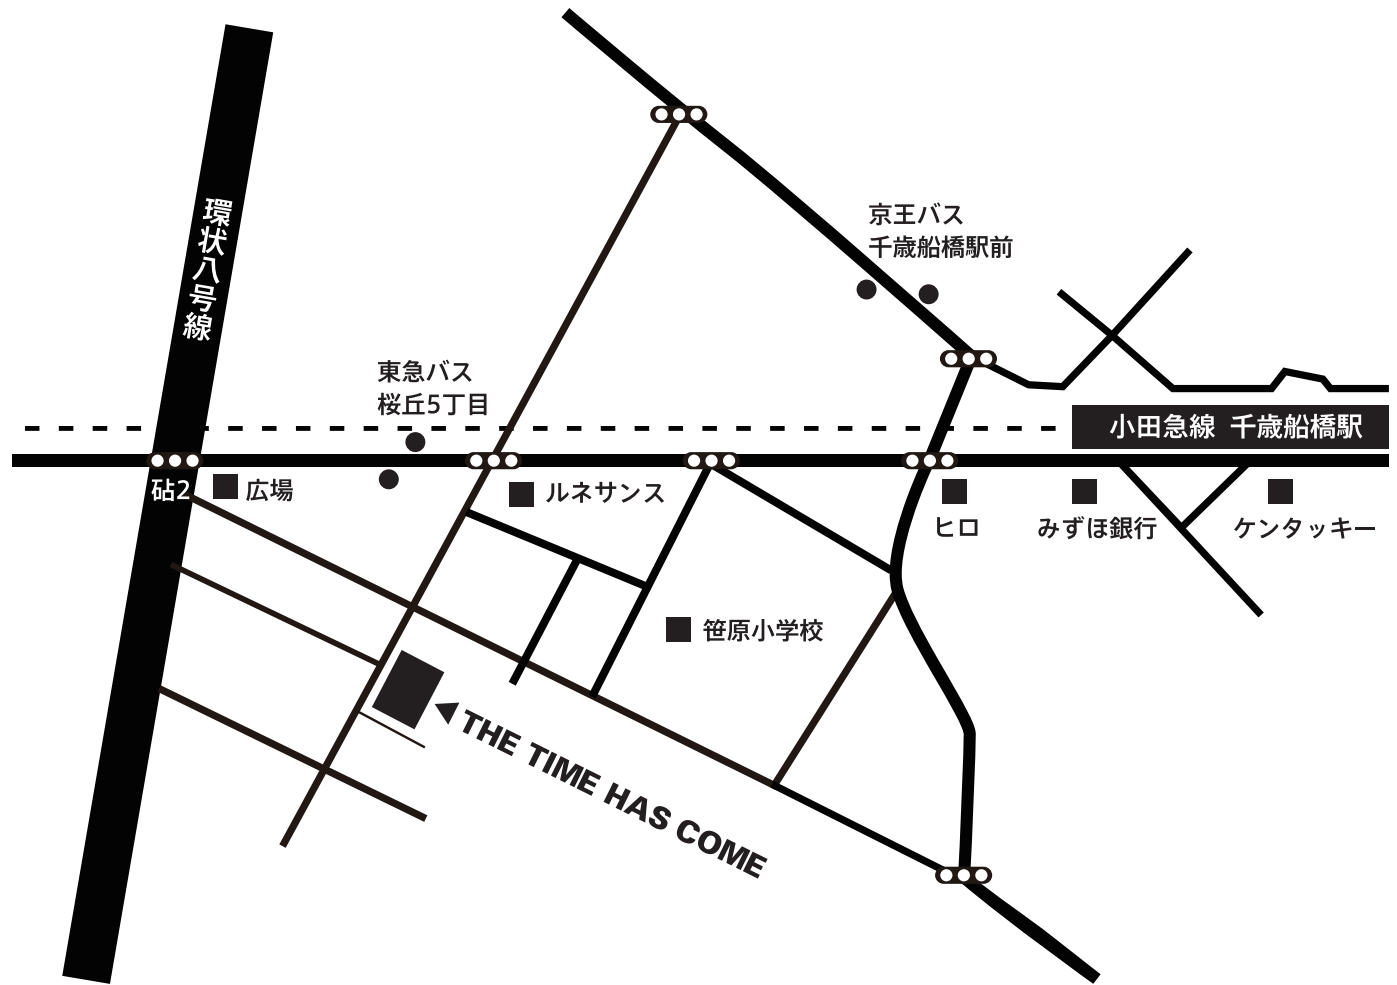 環状八号線
京王バス
千歳船橋駅前
東急バス
桜丘5丁目
小田急線 千歳船橋駅
砧2
広場
ルネサンス
ヒロ
みずほ銀行
ケンタッキー
笹原小学校
THE TIME HAS COME